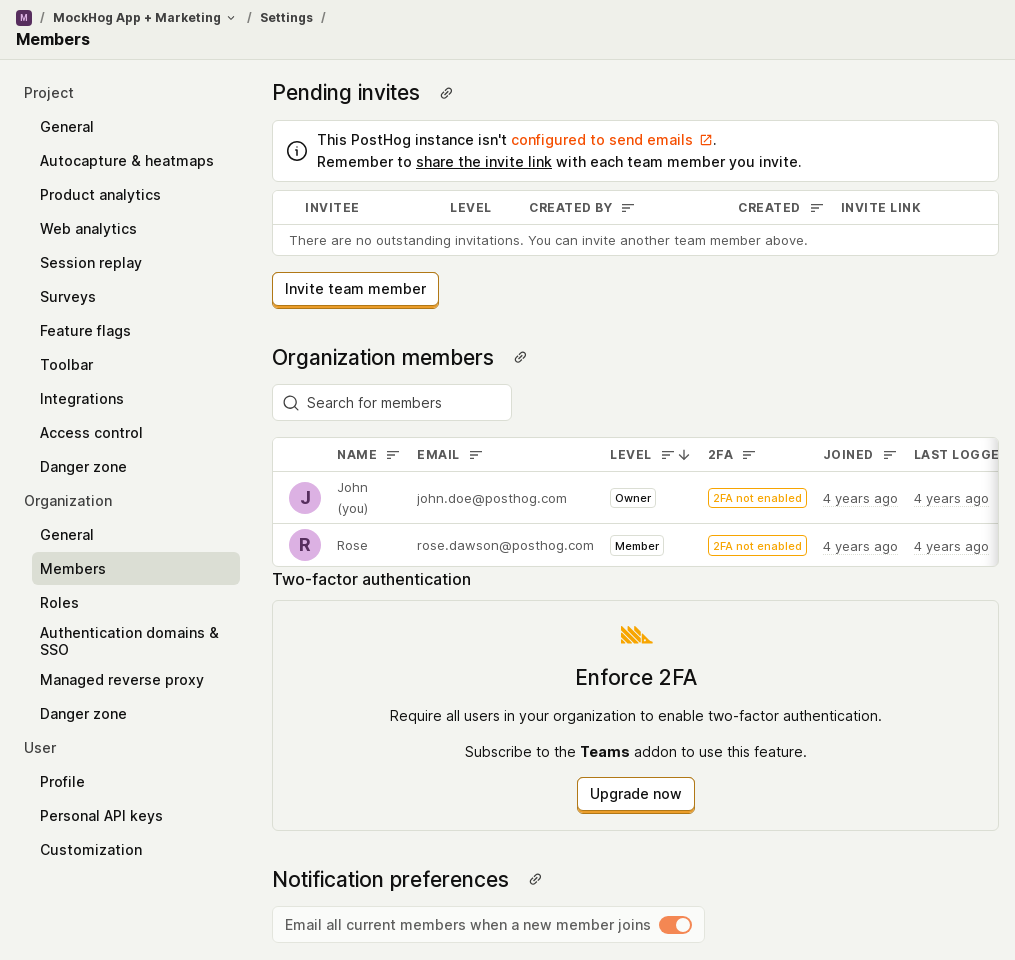 M / MockHog App + Marketing / Settings /
Members
Project
General
Autocapture & heatmaps
Product analytics
Web analytics
Session replay
Surveys
Feature flags
Toolbar
Integrations
Access control
Danger zone
Organization
General
Members
Roles
Authentication domains &
SSO
Managed reverse proxy
Danger zone
User
Profile
Personal API keys
Customization
Pending invites
This PostHog instance isn't configured to send emails.
Remember to share the invite link with each team member you invite.
INVITEE LEVEL CREATED BY CREATED INVITE LINK
There are no outstanding invitations. You can invite another team member above.
Invite team member
Organization members
Search for members
NAME EMAIL LEVEL 2FA JOINED LAST LOGGE
J John
(you) john.doe@posthog.com Owner 2FA not enabled 4 years ago 4 years ago
R Rose rose.dawson@posthog.com Member 2FA not enabled 4 years ago 4 years ago
Two-factor authentication
Enforce 2FA
Require all users in your organization to enable two-factor authentication.
Subscribe to the Teams addon to use this feature.
Upgrade now
Notification preferences
Email all current members when a new member joins